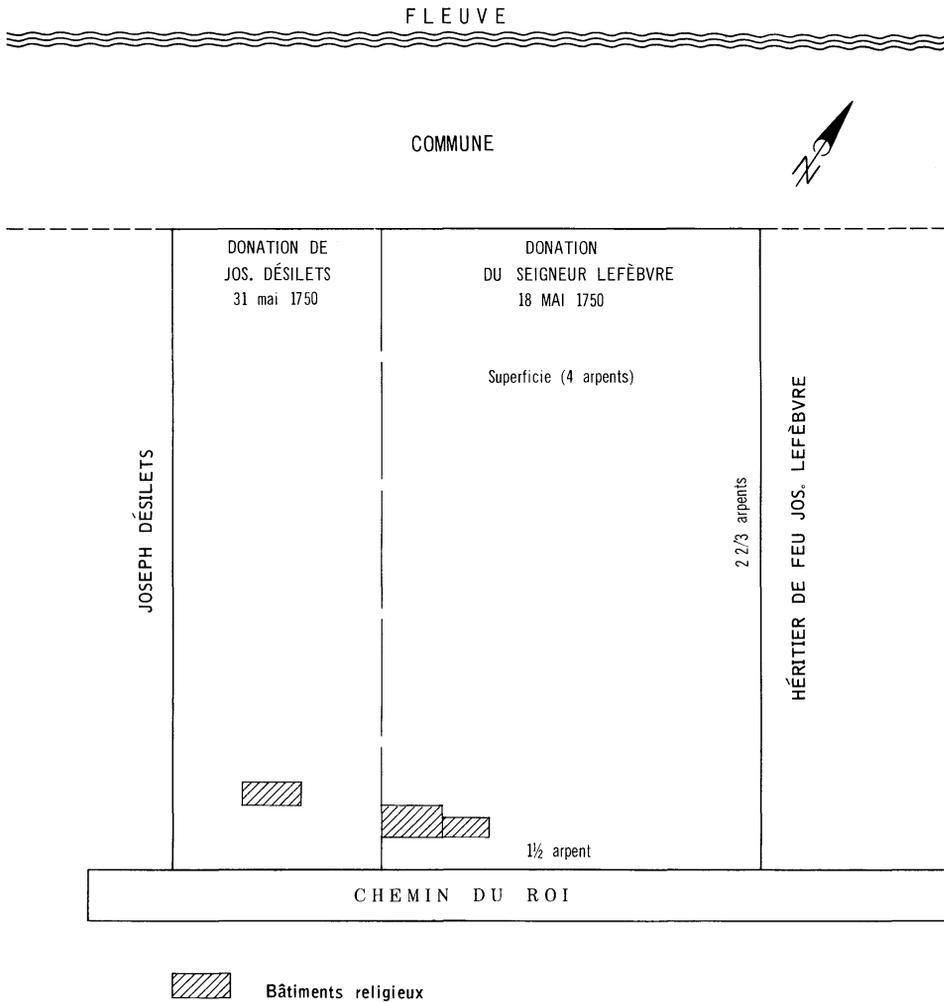 FLEUVE
COMMUNE
N
DONATION DE
JOS. DÉSILETS
31 mai 1750
DONATION
DU SEIGNEUR LEFÈBVRE
18 MAI 1750
Superficie (4 arpents)
JOSEPH DÉSILETS
2 2/3 arpents
HÉRITIER DE FEU JOS. LEFÈBVRE
1½ arpent
CHEMIN DU ROI
Bâtiments religieux